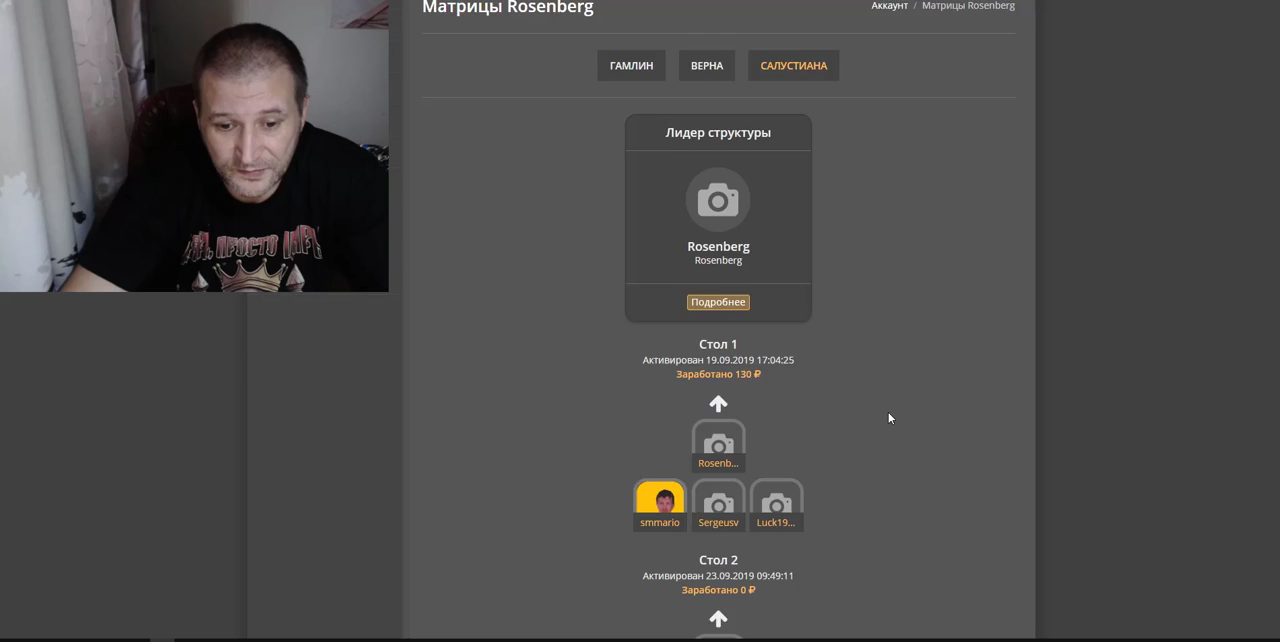 Матрицы Rosenberg
Аккаунт / Матрицы Rosenberg
ГАМЛИН
ВЕРНА
САЛУСТИАНА
Лидер структуры
Rosenberg
Rosenberg
Подробнее
Стол 1
Активирован 19.09.2019 17:04:25
Заработано 130 ₽
Rosenb...
smmario
Sergeusv
Luck19...
Стол 2
Активирован 23.09.2019 09:49:11
Заработано 0 ₽
ПРОСТО